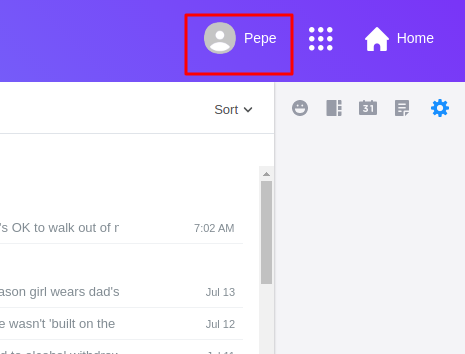 Pepe
Home
Sort
31
's OK to walk out of
7:02 AM
ason girl wears dad's
Jul 13
e wasn't 'built on the
Jul 12